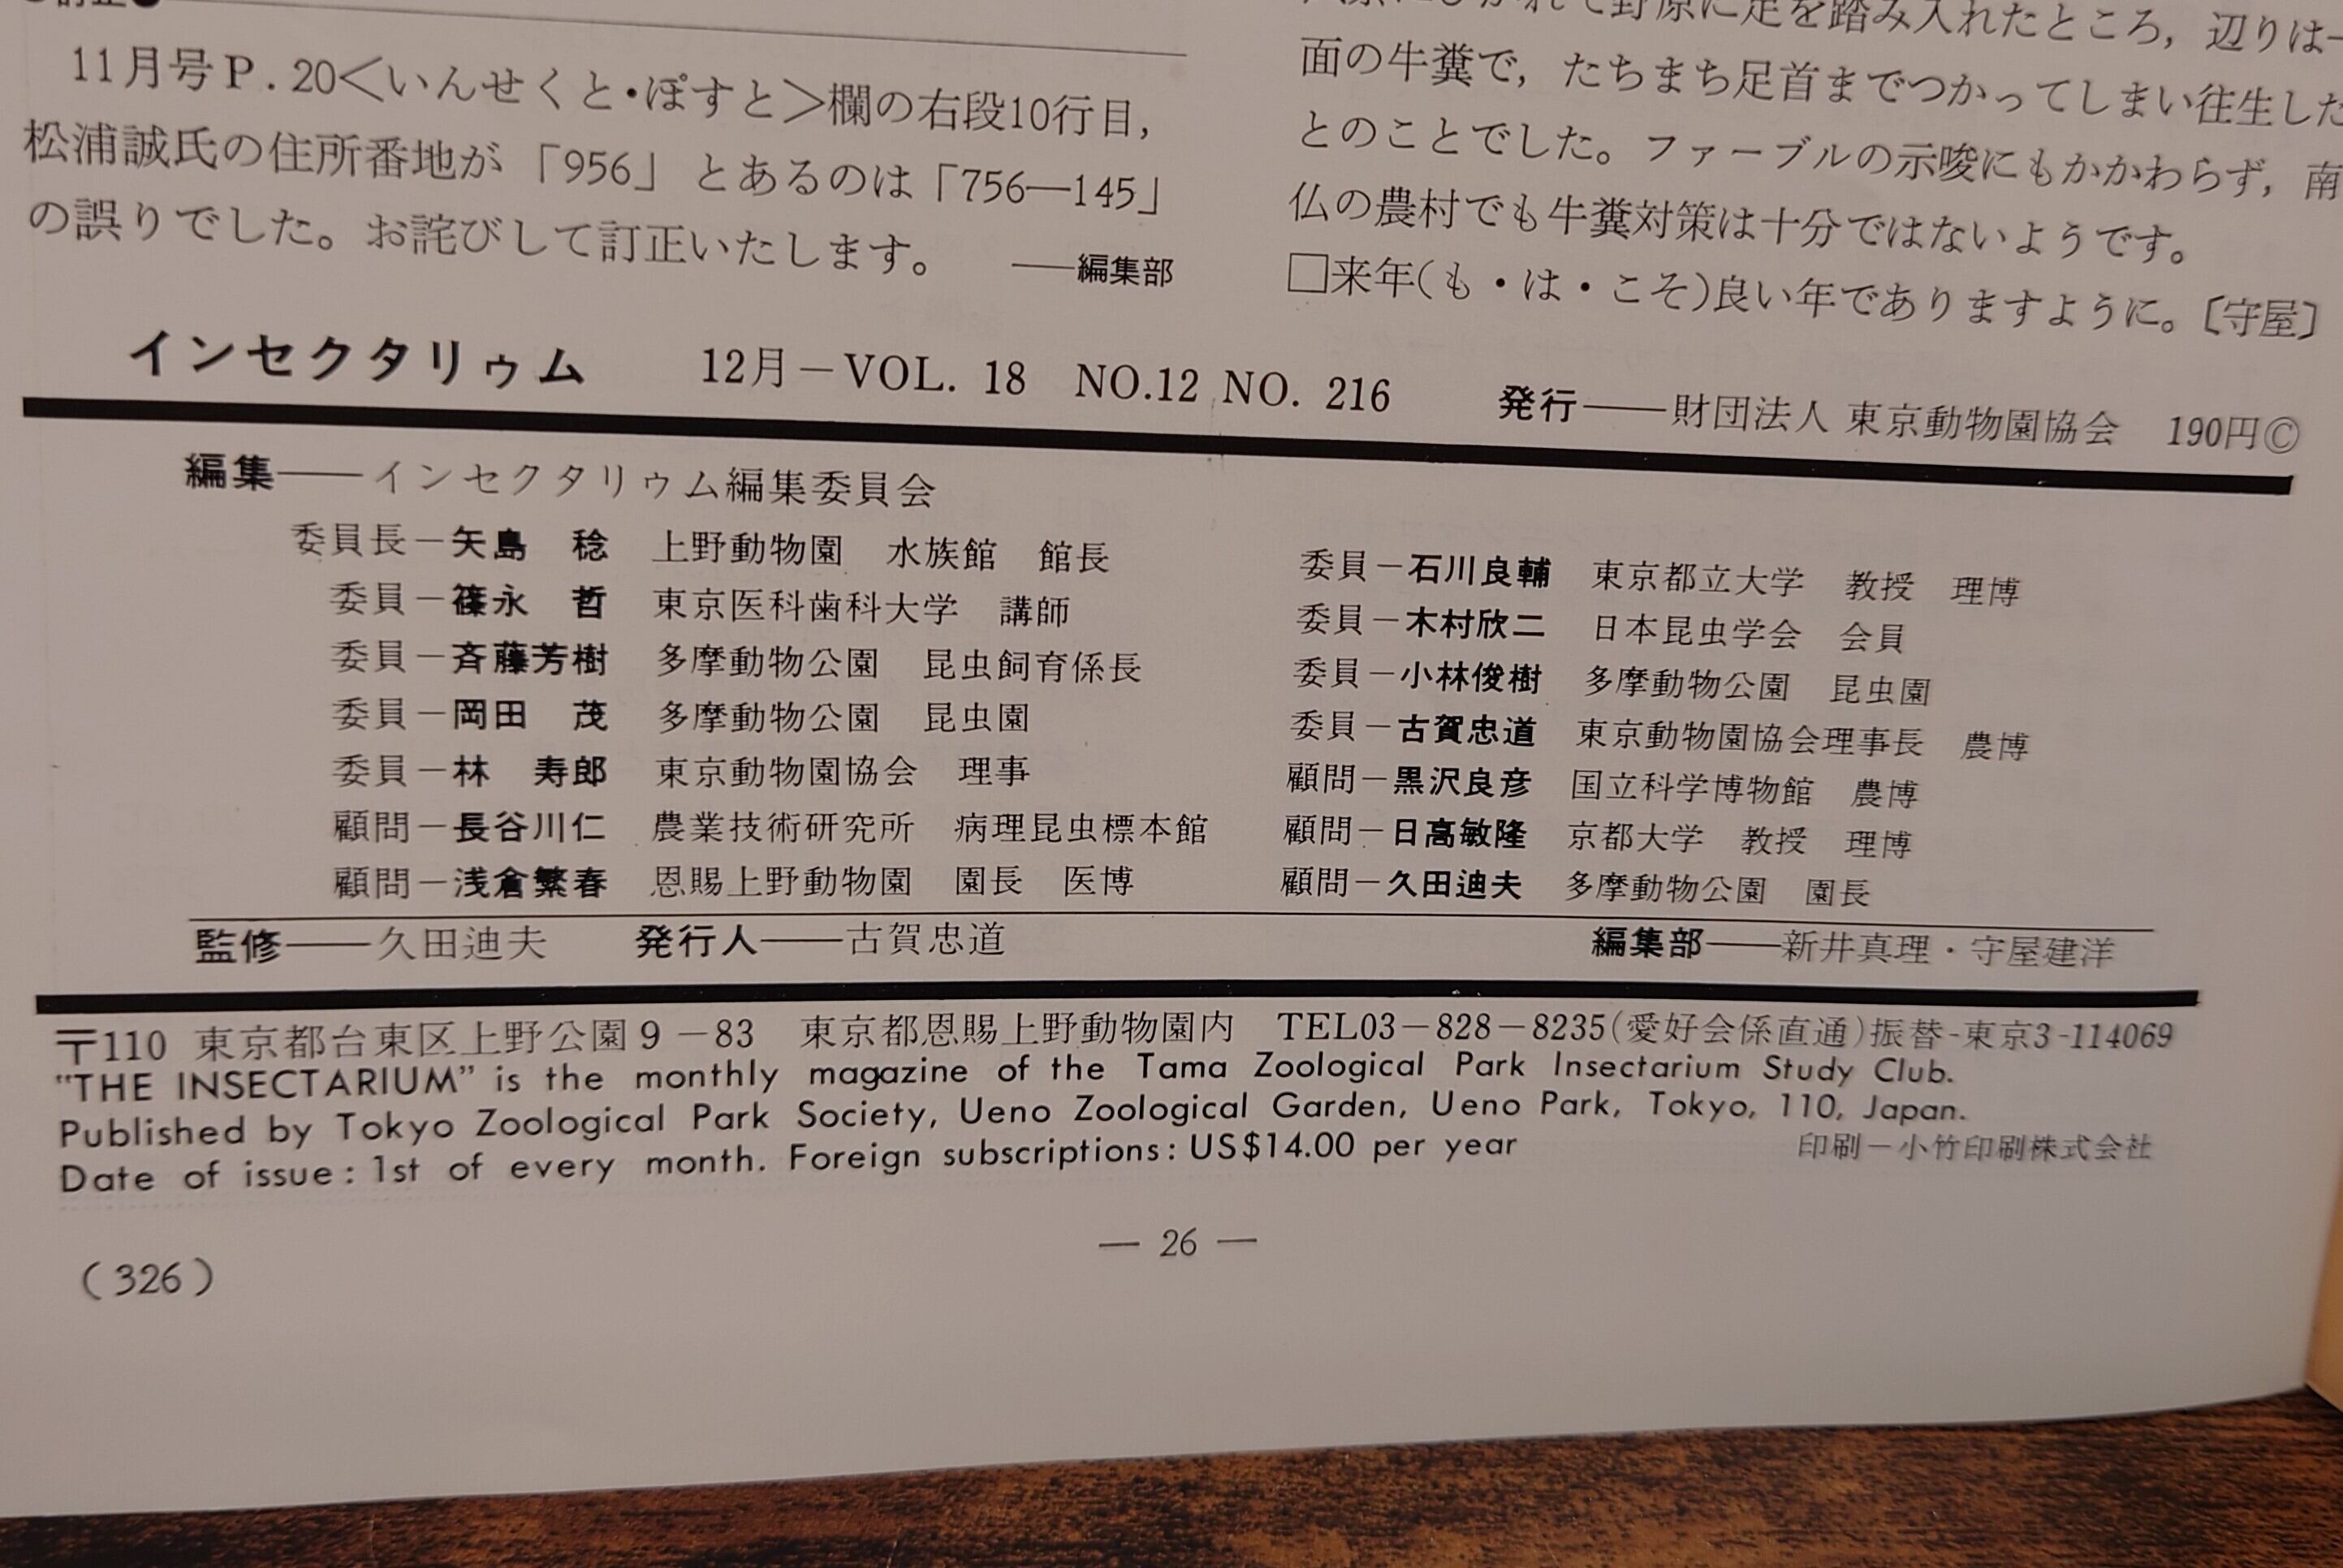 ●訂正●
11月号P.20＜いんせくと・ぽすと＞欄の右段10行目，
松浦誠氏の住所番地が「956」とあるのは「756―145」
の誤りでした。お詫びして訂正いたします。
――編集部
野原に足を踏み入れたところ，辺りは一
面の牛糞で，たちまち足首までつかってしまい往生した
とのことでした。ファーブルの示唆にもかかわらず，南
仏の農村でも牛糞対策は十分ではないようです。
□来年(も・は・こそ)良い年でありますように。〔守屋〕
インセクタリゥム　12月－VOL. 18　NO.12 NO. 216　発行――財団法人 東京動物園協会　190円©
編集――インセクタリゥム編集委員会
委員長－矢島　稔　上野動物園　水族館　館長
委員－篠永　哲　東京医科歯科大学　講師
委員－斉藤芳樹　多摩動物公園　昆虫飼育係長
委員－岡田　茂　多摩動物公園　昆虫園
委員－林　寿郎　東京動物園協会　理事
顧問－長谷川仁　農業技術研究所　病理昆虫標本館
顧問－浅倉繁春　恩賜上野動物園　園長　医博
委員－石川良輔　東京都立大学　教授　理博
委員－木村欣二　日本昆虫学会　会員
委員－小林俊樹　多摩動物公園　昆虫園
委員－古賀忠道　東京動物園協会理事長　農博
顧問－黒沢良彦　国立科学博物館　農博
顧問－日高敏隆　京都大学　教授　理博
顧問－久田迪夫　多摩動物公園　園長
監修――久田迪夫　発行人――古賀忠道　編集部――新井真理・守屋建洋
〒110 東京都台東区上野公園9－83　東京都恩賜上野動物園内　TEL03－828－8235(愛好会係直通)振替-東京3-114069
"THE INSECTARIUM" is the monthly magazine of the Tama Zoological Park Insectarium Study Club.
Published by Tokyo Zoological Park Society, Ueno Zoological Garden, Ueno Park, Tokyo, 110, Japan.
Date of issue: 1st of every month. Foreign subscriptions: US$14.00 per year　印刷－小竹印刷株式会社
― 26 ―
(326)